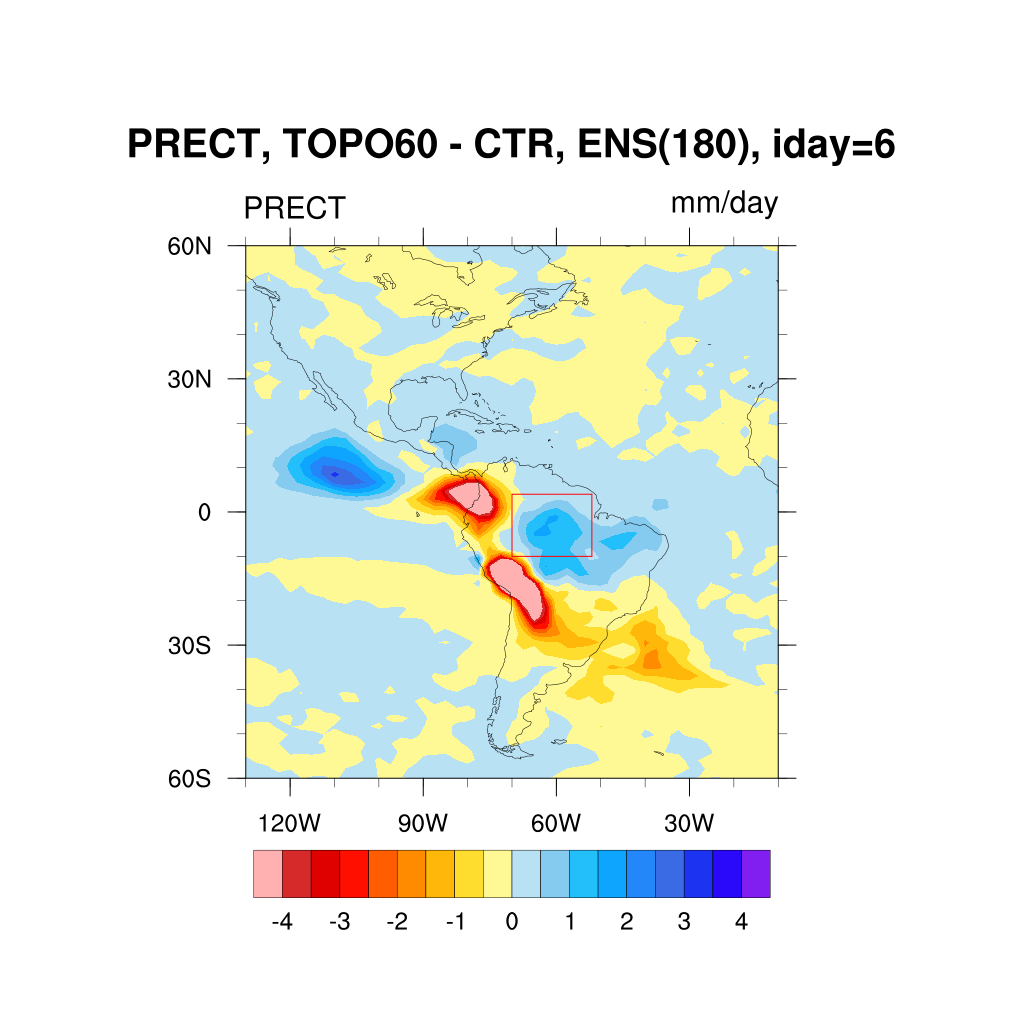 PRECT, TOPO60 - CTR, ENS(180), iday=6
PRECT mm/day
60N
30N
0
30S
60S
120W 90W 60W 30W
-4 -3 -2 -1 0 1 2 3 4